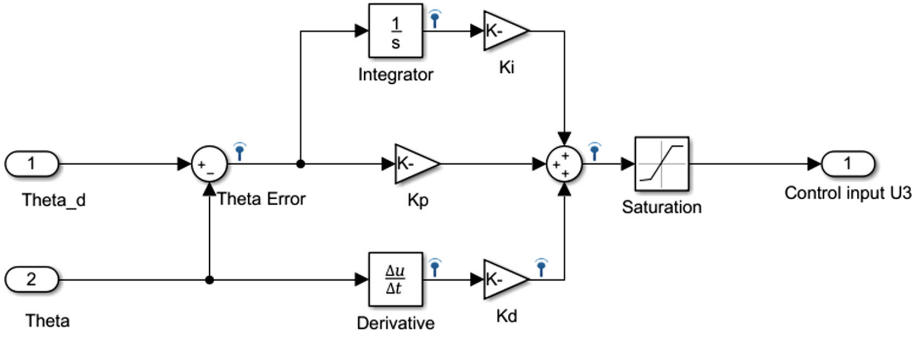 1
s
Integrator
K-
Ki
1
Theta_d
+
−
Theta Error
K-
Kp
+
+
+
Saturation
1
Control input U3
2
Theta
Δu
Δt
Derivative
K-
Kd